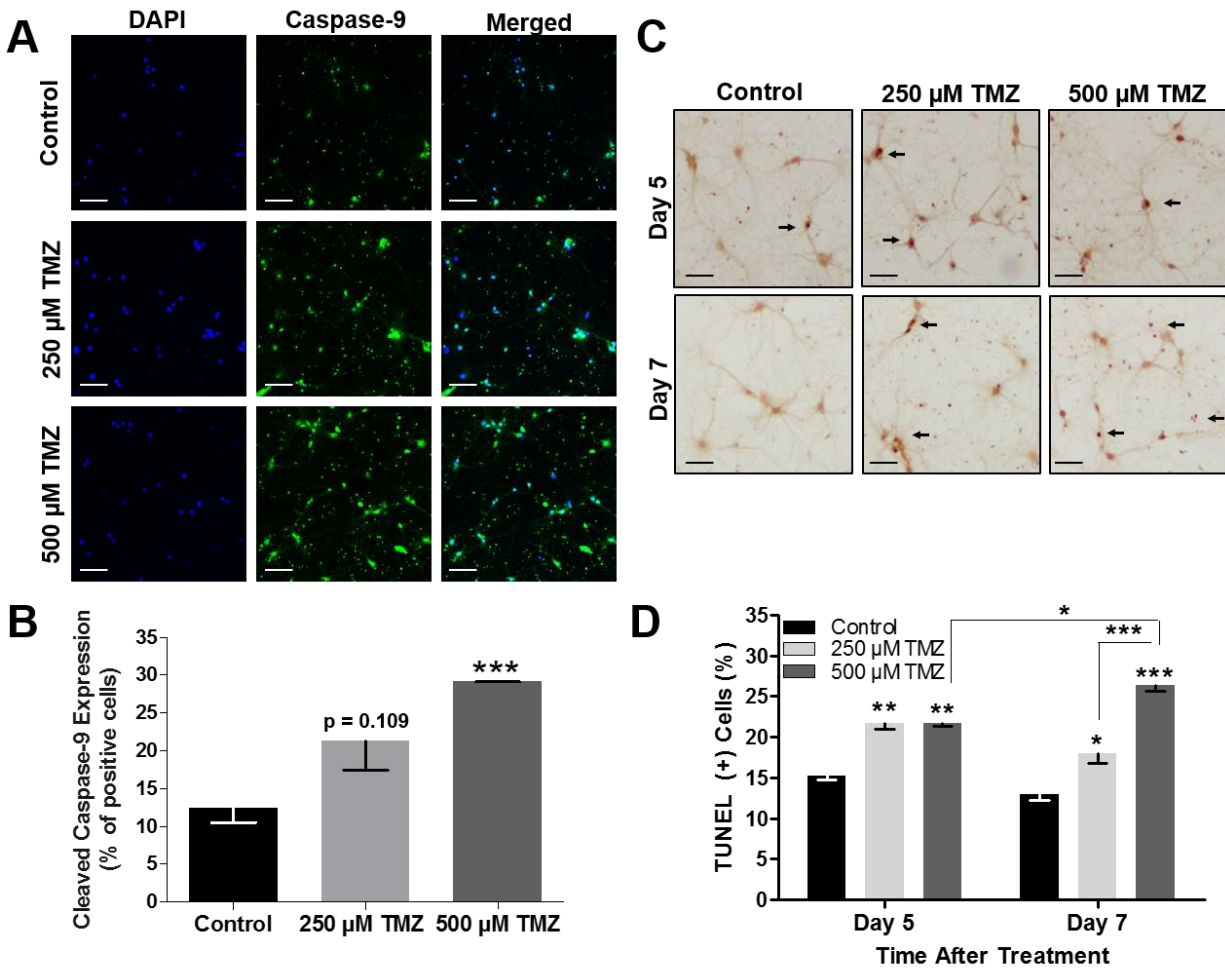 A
DAPI
Caspase-9
Merged
Control
250 µM TMZ
500 µM TMZ
B
Cleaved Caspase-9 Expression
(% of positive cells)
35
30
25
20
15
10
5
0
p = 0.109
***
Control
250 µM TMZ
500 µM TMZ
C
Control
250 µM TMZ
500 µM TMZ
Day 5
Day 7
D
TUNEL (+) Cells (%)
35
30
25
20
15
10
5
0
Control
250 µM TMZ
500 µM TMZ
*
***
***
**
**
*
Day 5
Day 7
Time After Treatment